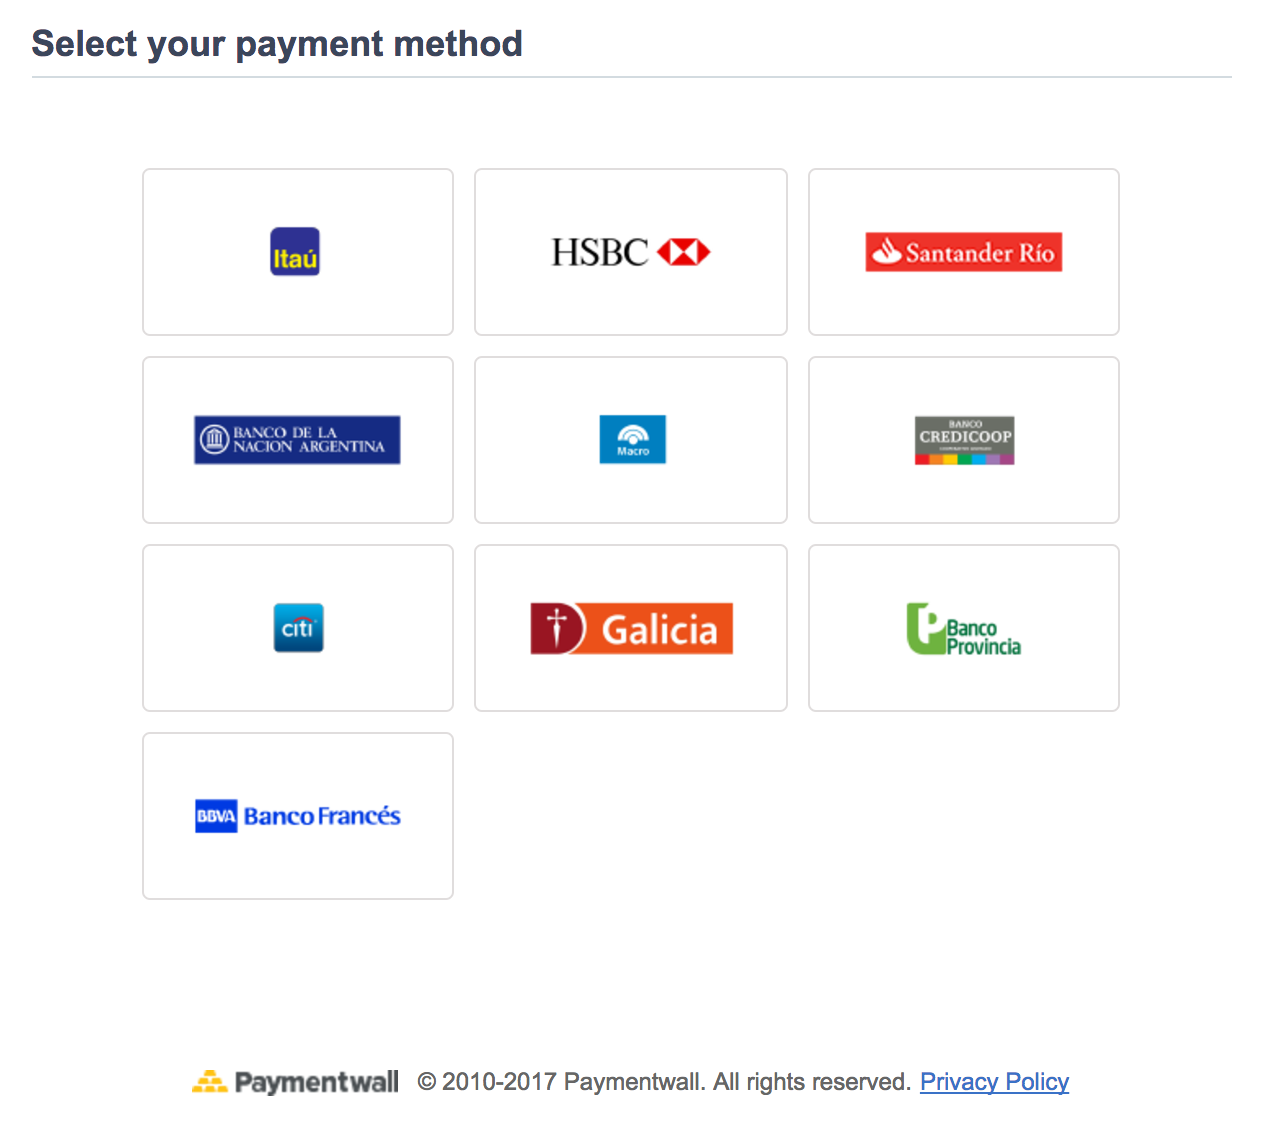 Select your payment method
Itaú
HSBC
Santander Río
BANCO DE LA
NACION ARGENTINA
Macro
BANCO
CREDICOOP
citi
Galicia
Banco
Provincia
BBVA Banco Francés
Paymentwall © 2010-2017 Paymentwall. All rights reserved. Privacy Policy